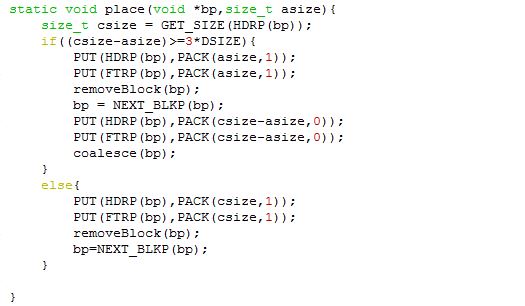 static void place(void *bp,size_t asize){
    size_t csize = GET_SIZE(HDRP(bp));
    if((csize-asize)>=3*DSIZE){
        PUT(HDRP(bp),PACK(asize,1));
        PUT(FTRP(bp),PACK(asize,1));
        removeBlock(bp);
        bp = NEXT_BLKP(bp);
        PUT(HDRP(bp),PACK(csize-asize,0));
        PUT(FTRP(bp),PACK(csize-asize,0));
        coalesce(bp);
    }
    else{
        PUT(HDRP(bp),PACK(csize,1));
        PUT(FTRP(bp),PACK(csize,1));
        removeBlock(bp);
        bp=NEXT_BLKP(bp);
    }

}